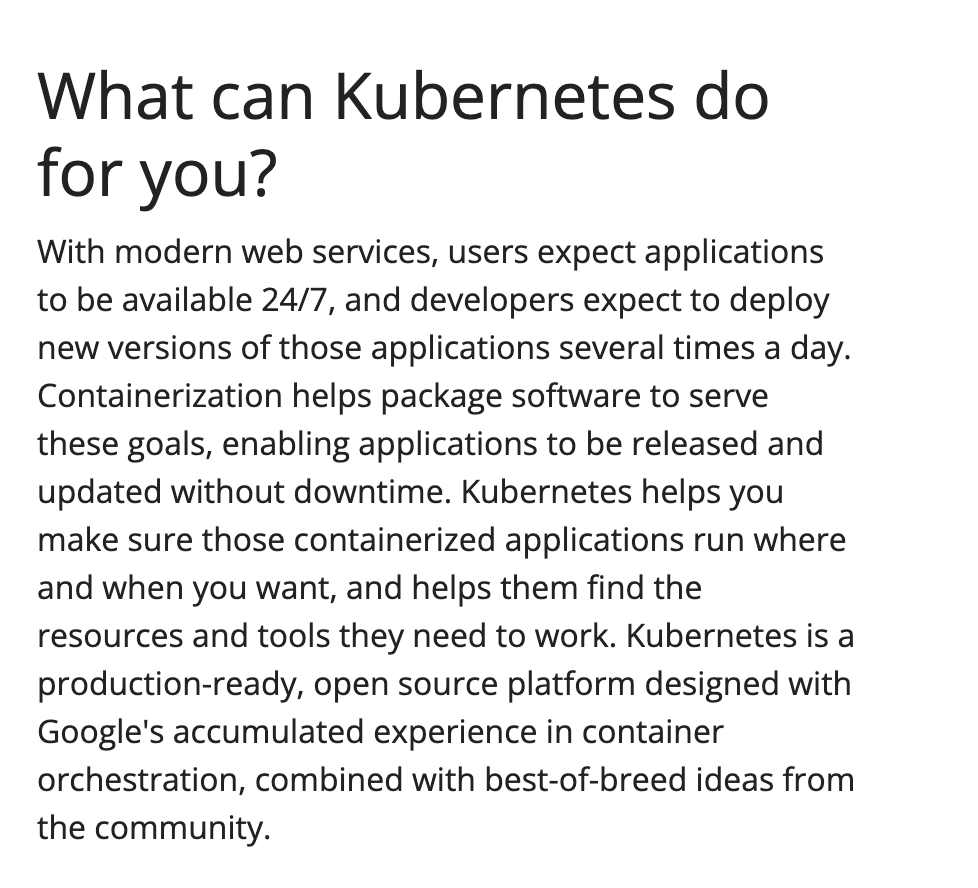 What can Kubernetes do
for you?
With modern web services, users expect applications
to be available 24/7, and developers expect to deploy
new versions of those applications several times a day.
Containerization helps package software to serve
these goals, enabling applications to be released and
updated without downtime. Kubernetes helps you
make sure those containerized applications run where
and when you want, and helps them find the
resources and tools they need to work. Kubernetes is a
production-ready, open source platform designed with
Google's accumulated experience in container
orchestration, combined with best-of-breed ideas from
the community.